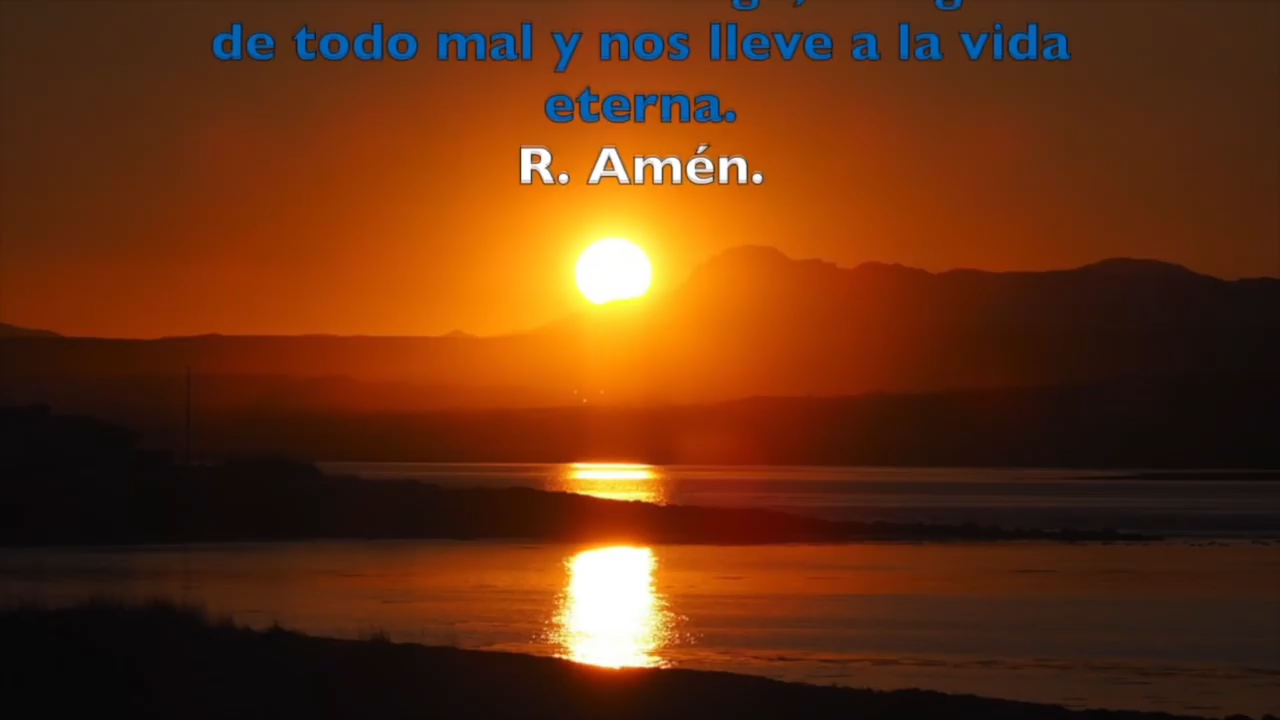 de todo mal y nos lleve a la vida
eterna.
R. Amén.